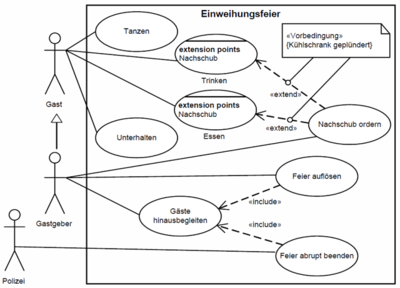 Einweihungsfeier
Tanzen
«Vorbedingung»
{Kühlschrank geplündert}
extension points
Nachschub
Trinken
«extend»
Gast
extension points
Nachschub
Essen
«extend»
Nachschub ordern
Unterhalten
Feier auflösen
Gastgeber
Gäste
hinausbegleiten
«include»
«include»
Feier abrupt beenden
Polizei